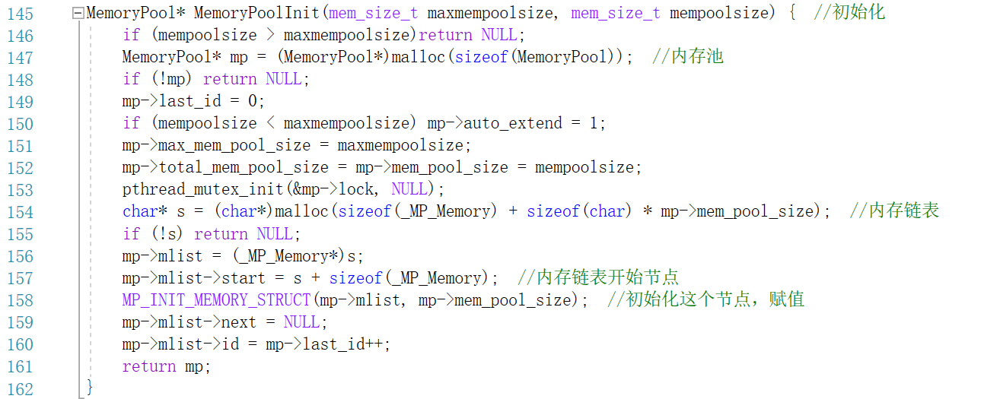 145 MemoryPool* MemoryPoolInit(mem_size_t maxmempoolsize, mem_size_t mempoolsize) { //初始化
146 if (mempoolsize > maxmempoolsize)return NULL;
147 MemoryPool* mp = (MemoryPool*)malloc(sizeof(MemoryPool)); //内存池
148 if (!mp) return NULL;
149 mp->last_id = 0;
150 if (mempoolsize < maxmempoolsize) mp->auto_extend = 1;
151 mp->max_mem_pool_size = maxmempoolsize;
152 mp->total_mem_pool_size = mp->mem_pool_size = mempoolsize;
153 pthread_mutex_init(&mp->lock, NULL);
154 char* s = (char*)malloc(sizeof(_MP_Memory) + sizeof(char) * mp->mem_pool_size); //内存链表
155 if (!s) return NULL;
156 mp->mlist = (_MP_Memory*)s;
157 mp->mlist->start = s + sizeof(_MP_Memory); //内存链表开始节点
158 MP_INIT_MEMORY_STRUCT(mp->mlist, mp->mem_pool_size); //初始化这个节点，赋值
159 mp->mlist->next = NULL;
160 mp->mlist->id = mp->last_id++;
161 return mp;
162 }